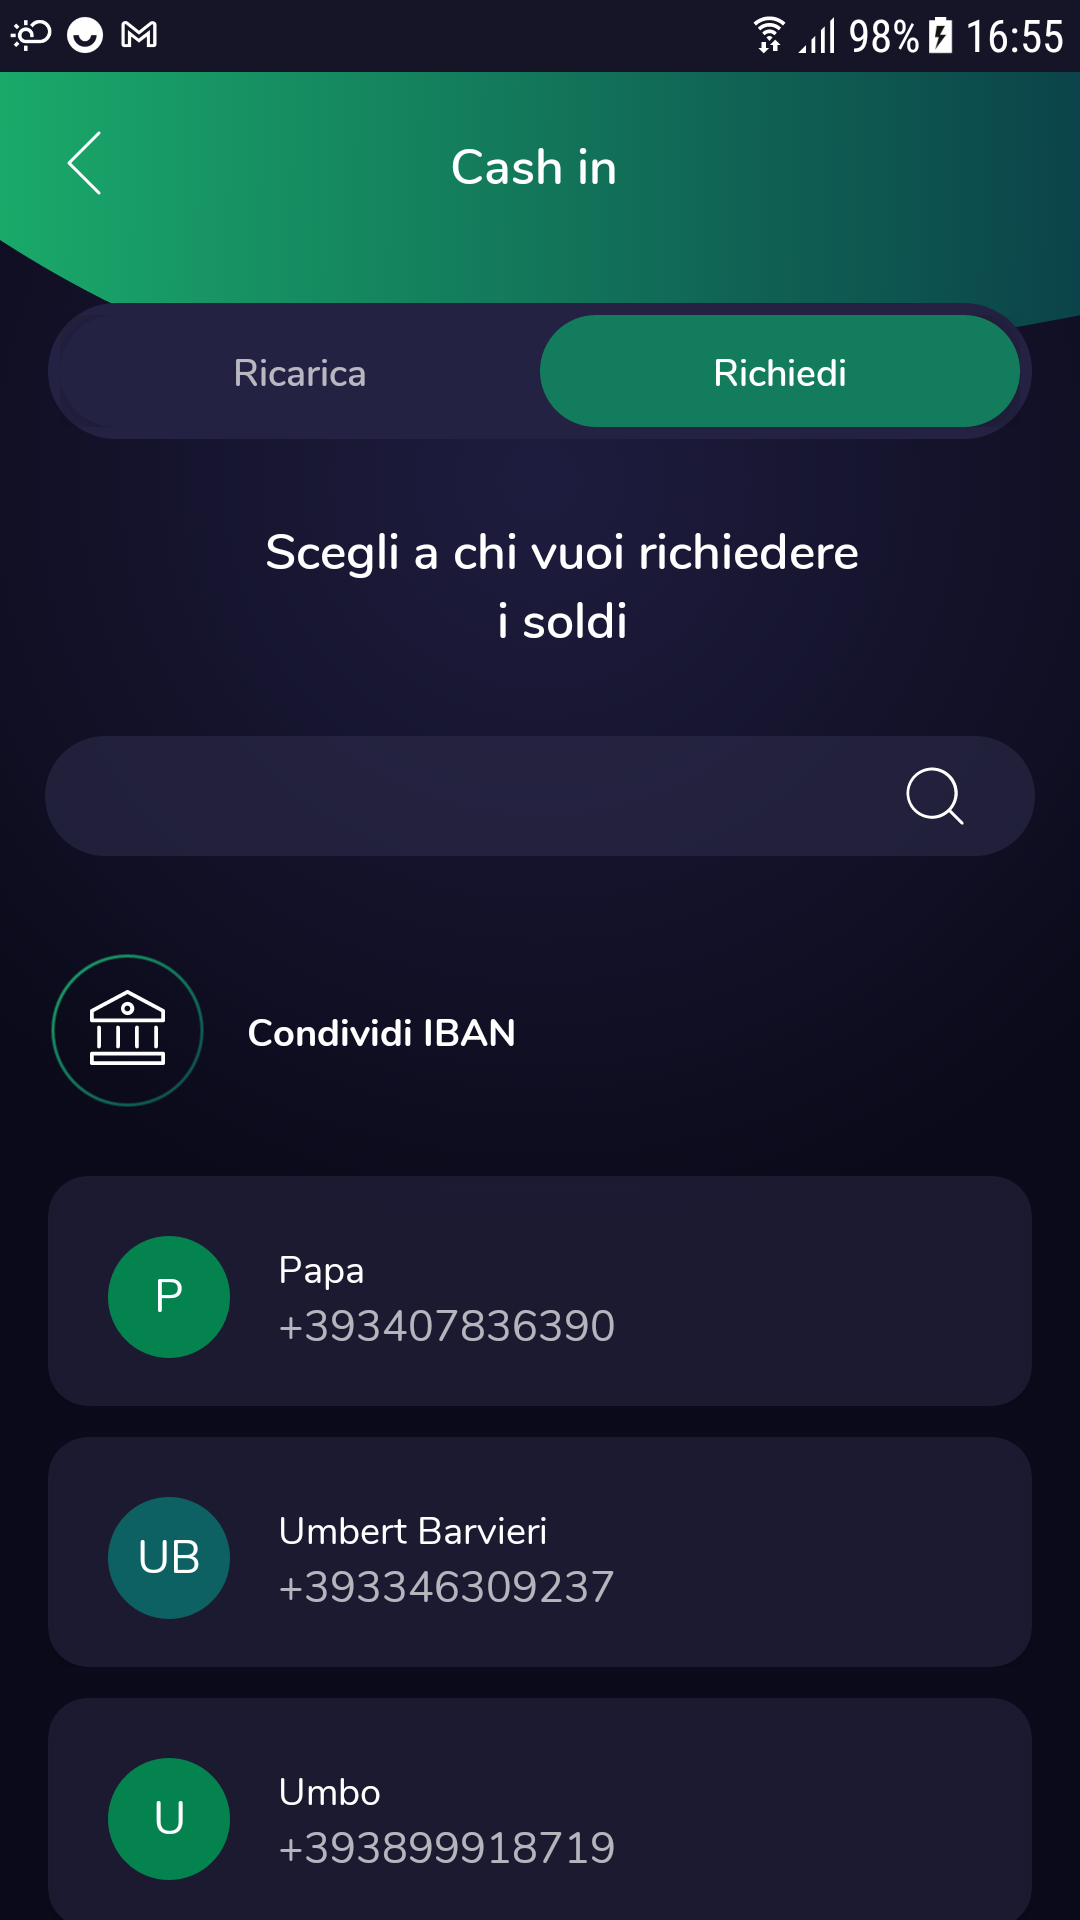 98% 16:55
Cash in
Ricarica Richiedi
Scegli a chi vuoi richiedere
i soldi
Condividi IBAN
P
Papa
+393407836390
UB
Umbert Barvieri
+393346309237
U
Umbo
+393899918719